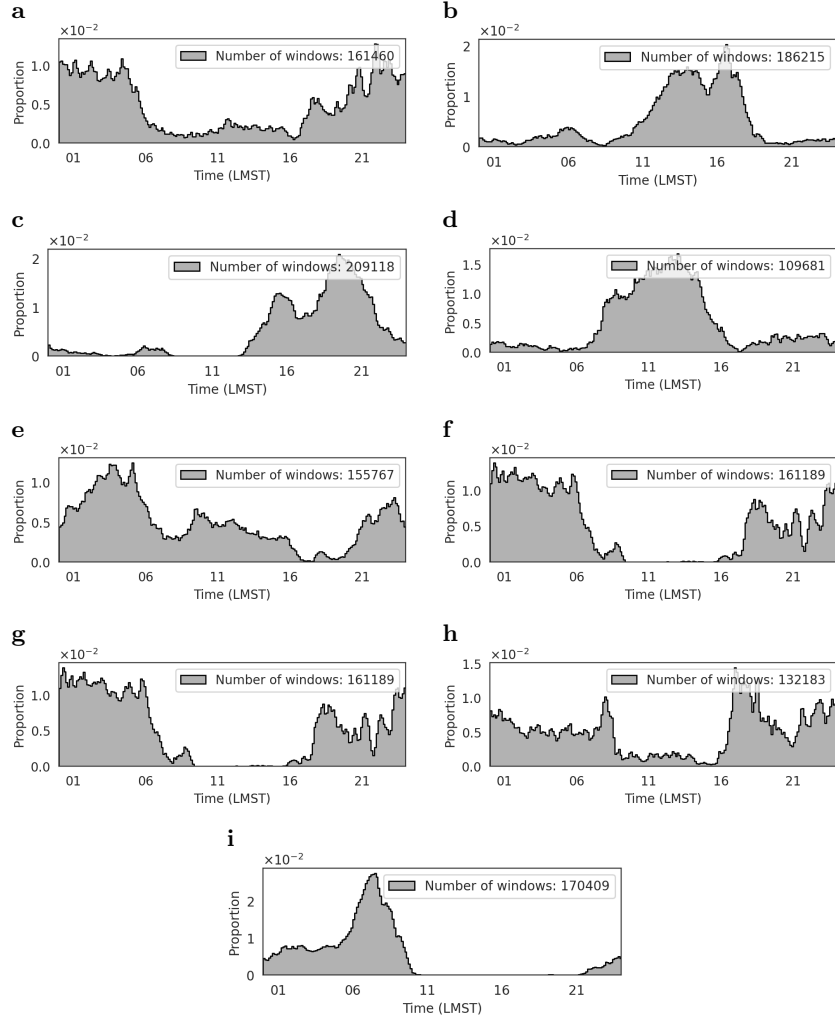 a
×10⁻²
Number of windows: 161460
Proportion
1.0
0.5
0.0
01 06 11 16 21
Time (LMST)
b
×10⁻²
Number of windows: 186215
Proportion
2
1
0
01 06 11 16 21
Time (LMST)
c
×10⁻²
Number of windows: 209118
Proportion
2
1
0
01 06 11 16 21
Time (LMST)
d
×10⁻²
Number of windows: 109681
Proportion
1.5
1.0
0.5
0.0
01 06 11 16 21
Time (LMST)
e
×10⁻²
Number of windows: 155767
Proportion
1.0
0.5
0.0
01 06 11 16 21
Time (LMST)
f
×10⁻²
Number of windows: 161189
Proportion
1.0
0.5
0.0
01 06 11 16 21
Time (LMST)
g
×10⁻²
Number of windows: 161189
Proportion
1.0
0.5
0.0
01 06 11 16 21
Time (LMST)
h
×10⁻²
Number of windows: 132183
Proportion
1.5
1.0
0.5
0.0
01 06 11 16 21
Time (LMST)
i
×10⁻²
Number of windows: 170409
Proportion
2
1
0
01 06 11 16 21
Time (LMST)